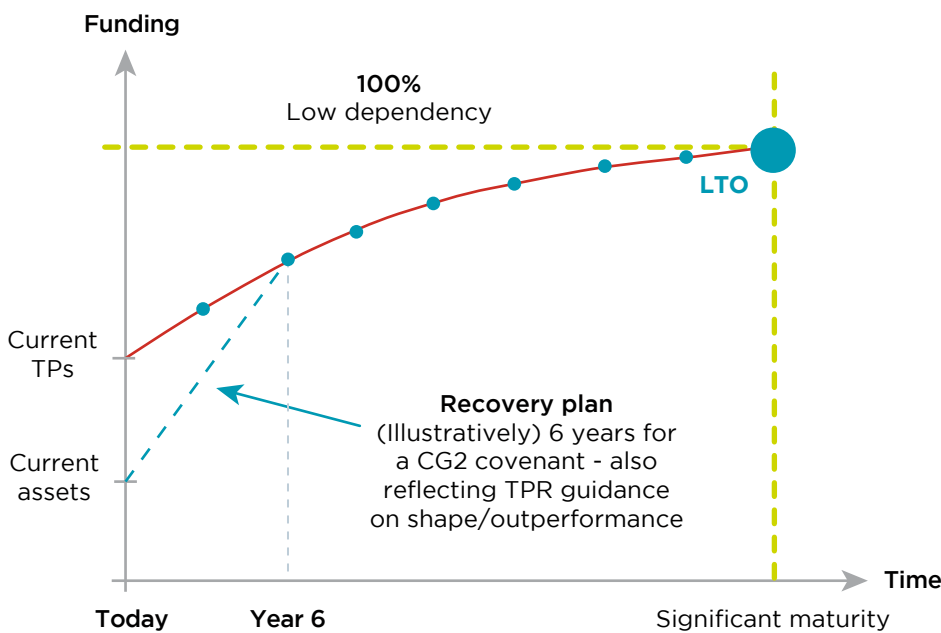 Funding
100%
Low dependency
LTO
Current
TPs
Recovery plan
(Illustratively) 6 years for
a CG2 covenant - also
reflecting TPR guidance
on shape/outperformance
Current
assets
Time
Today
Year 6
Significant maturity